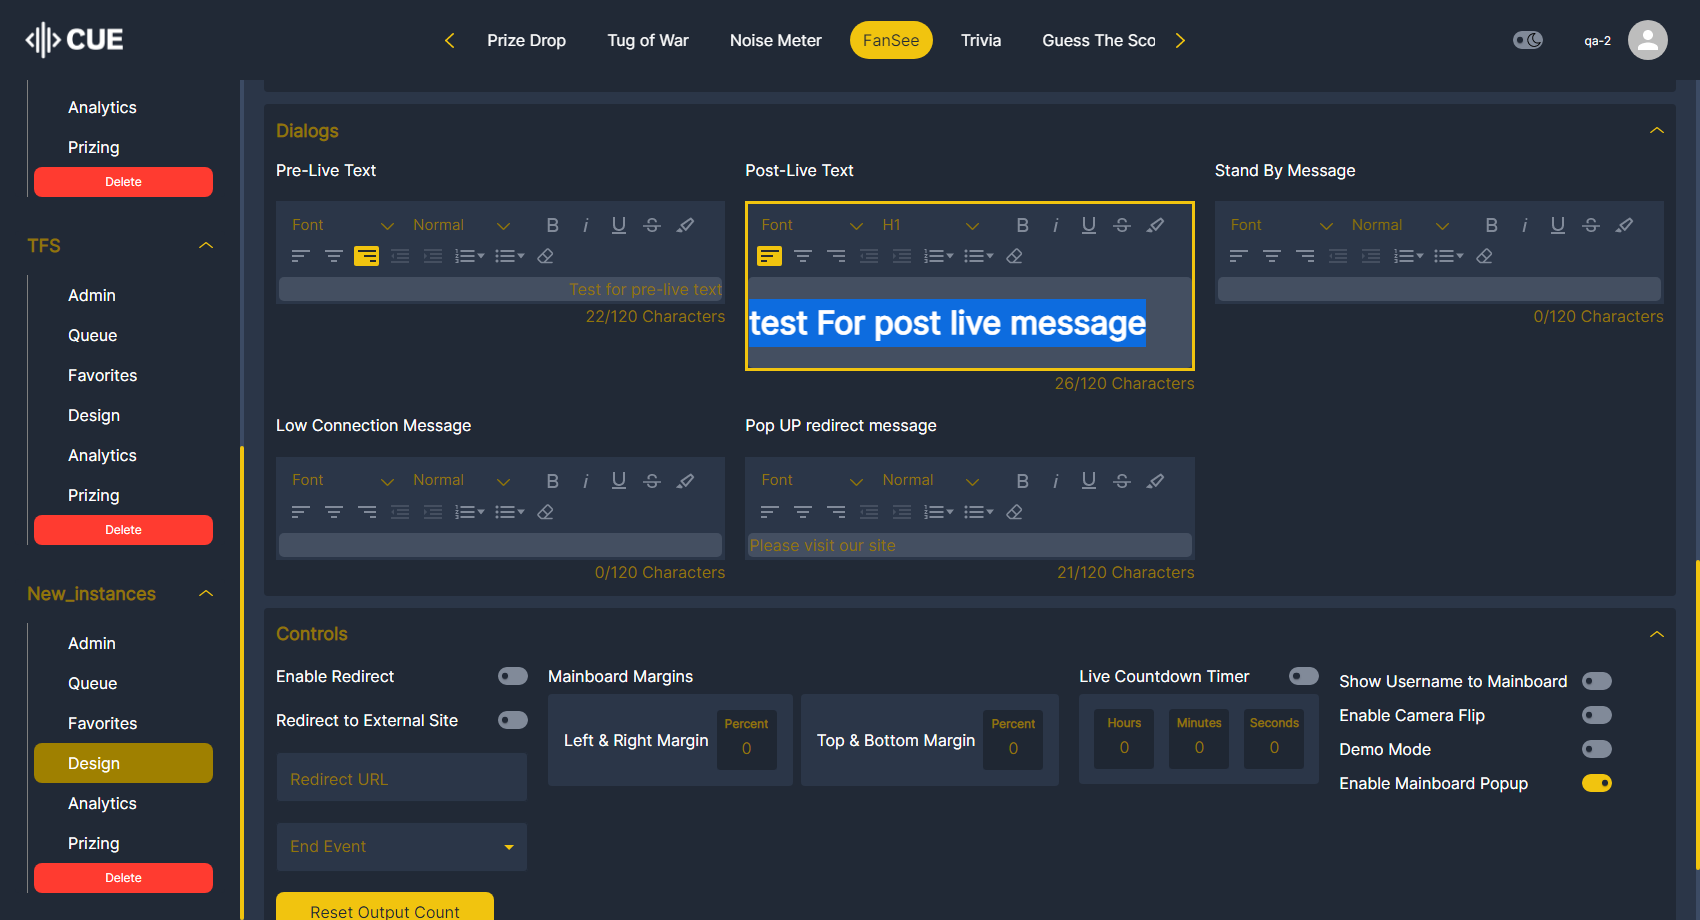 CUE
Prize Drop
Tug of War
Noise Meter
FanSee
Trivia
Guess The Sco
qa-2
Analytics
Prizing
Delete
TFS
Admin
Queue
Favorites
Design
Analytics
Prizing
Delete
New_instances
Admin
Queue
Favorites
Design
Analytics
Prizing
Delete
Dialogs
Pre-Live Text
Font Normal B i U S
Test for pre-live text
22/120 Characters
Post-Live Text
Font H1 B i U S
test For post live message
26/120 Characters
Stand By Message
Font Normal B i U S
0/120 Characters
Low Connection Message
Font Normal B i U S
0/120 Characters
Pop UP redirect message
Font Normal B i U S
Please visit our site
21/120 Characters
Controls
Enable Redirect
Redirect to External Site
Redirect URL
End Event
Reset Output Count
Mainboard Margins
Left & Right Margin
Percent
0
Top & Bottom Margin
Percent
0
Live Countdown Timer
Hours
0
Minutes
0
Seconds
0
Show Username to Mainboard
Enable Camera Flip
Demo Mode
Enable Mainboard Popup